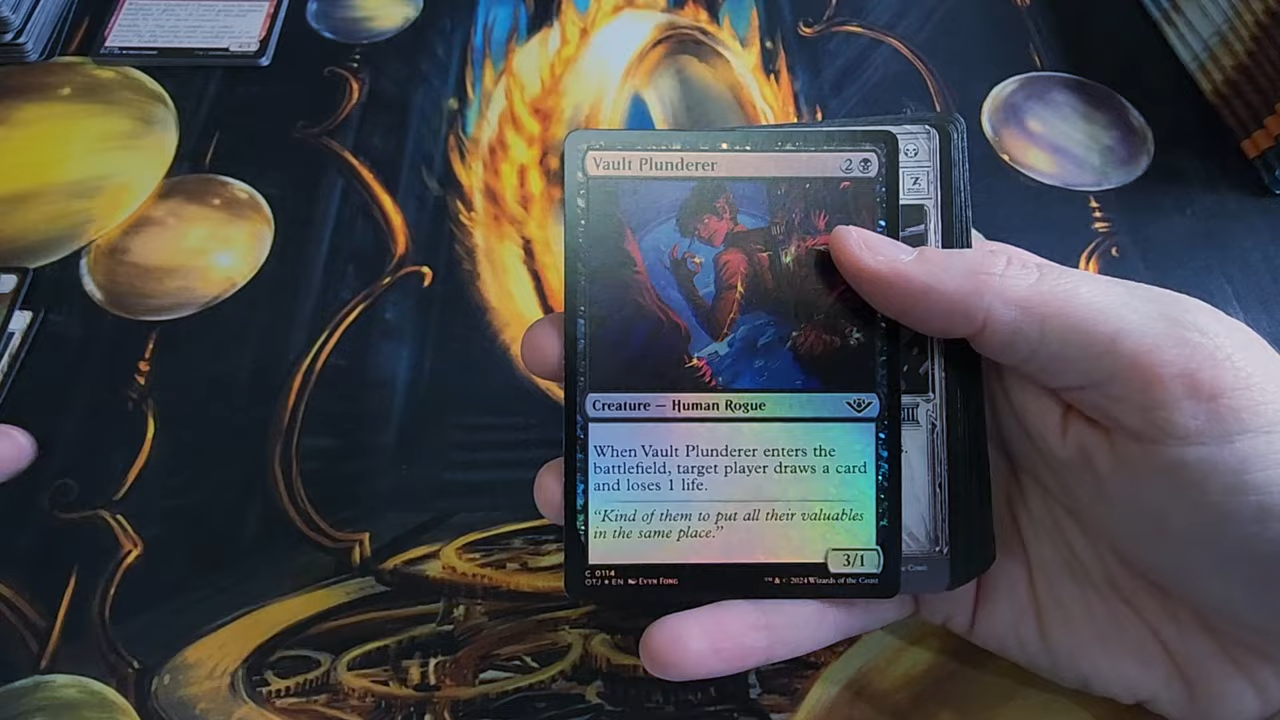 Vault Plunderer
2
Creature — Human Rogue
When Vault Plunderer enters the
battlefield, target player draws a card
and loses 1 life.
“Kind of them to put all their valuables
in the same place.”
3/1
C 0114
OTJ ★ EN Evyn Fong
™ & © 2024 Wizards of the Coast